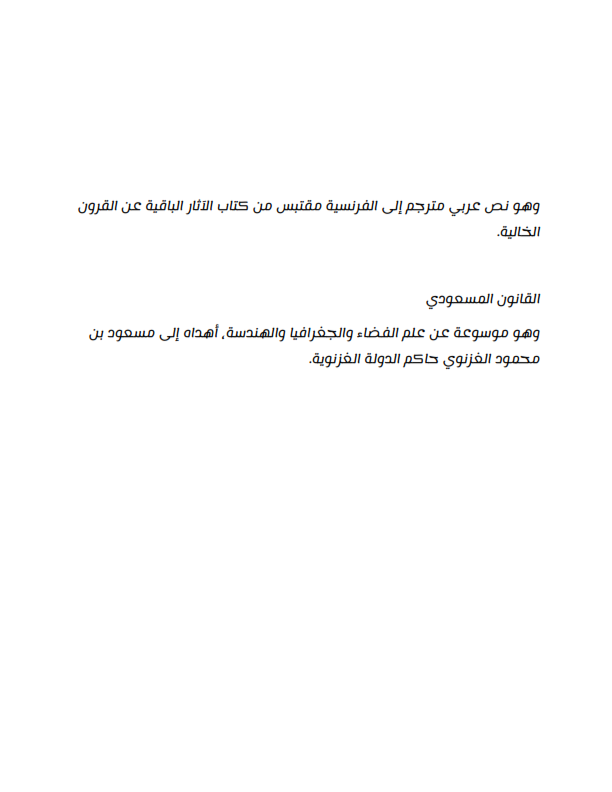 وهو نص عربي مترجم إلى الفرنسية مقتبس من كتاب الآثار الباقية عن القرون
الخالية.
القانون المسعودي
وهو موسوعة عن علم الفضاء والجغرافيا والهندسة، أهداه إلى مسعود بن
محمود الغزنوي حاكم الدولة الغزنوية.